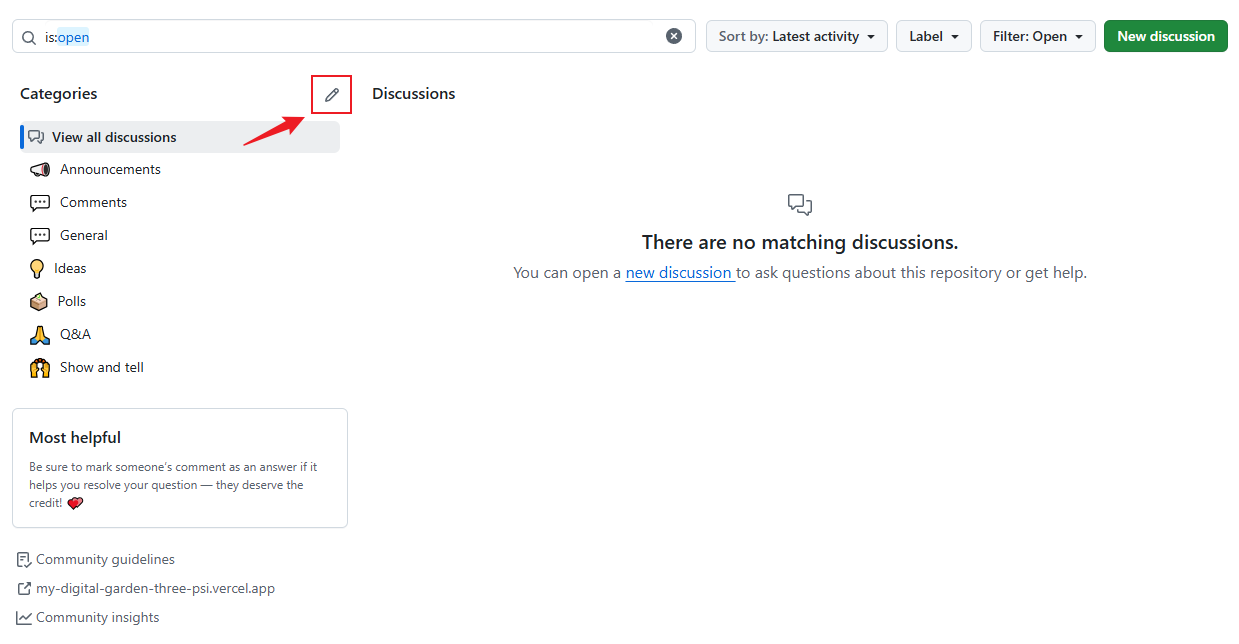 is:open
Sort by: Latest activity
Label
Filter: Open
New discussion
Categories
Discussions
View all discussions
Announcements
Comments
General
Ideas
Polls
Q&A
Show and tell
There are no matching discussions.
You can open a new discussion to ask questions about this repository or get help.
Most helpful
Be sure to mark someone's comment as an answer if it
helps you resolve your question — they deserve the
credit! 💞
Community guidelines
my-digital-garden-three-psi.vercel.app
Community insights